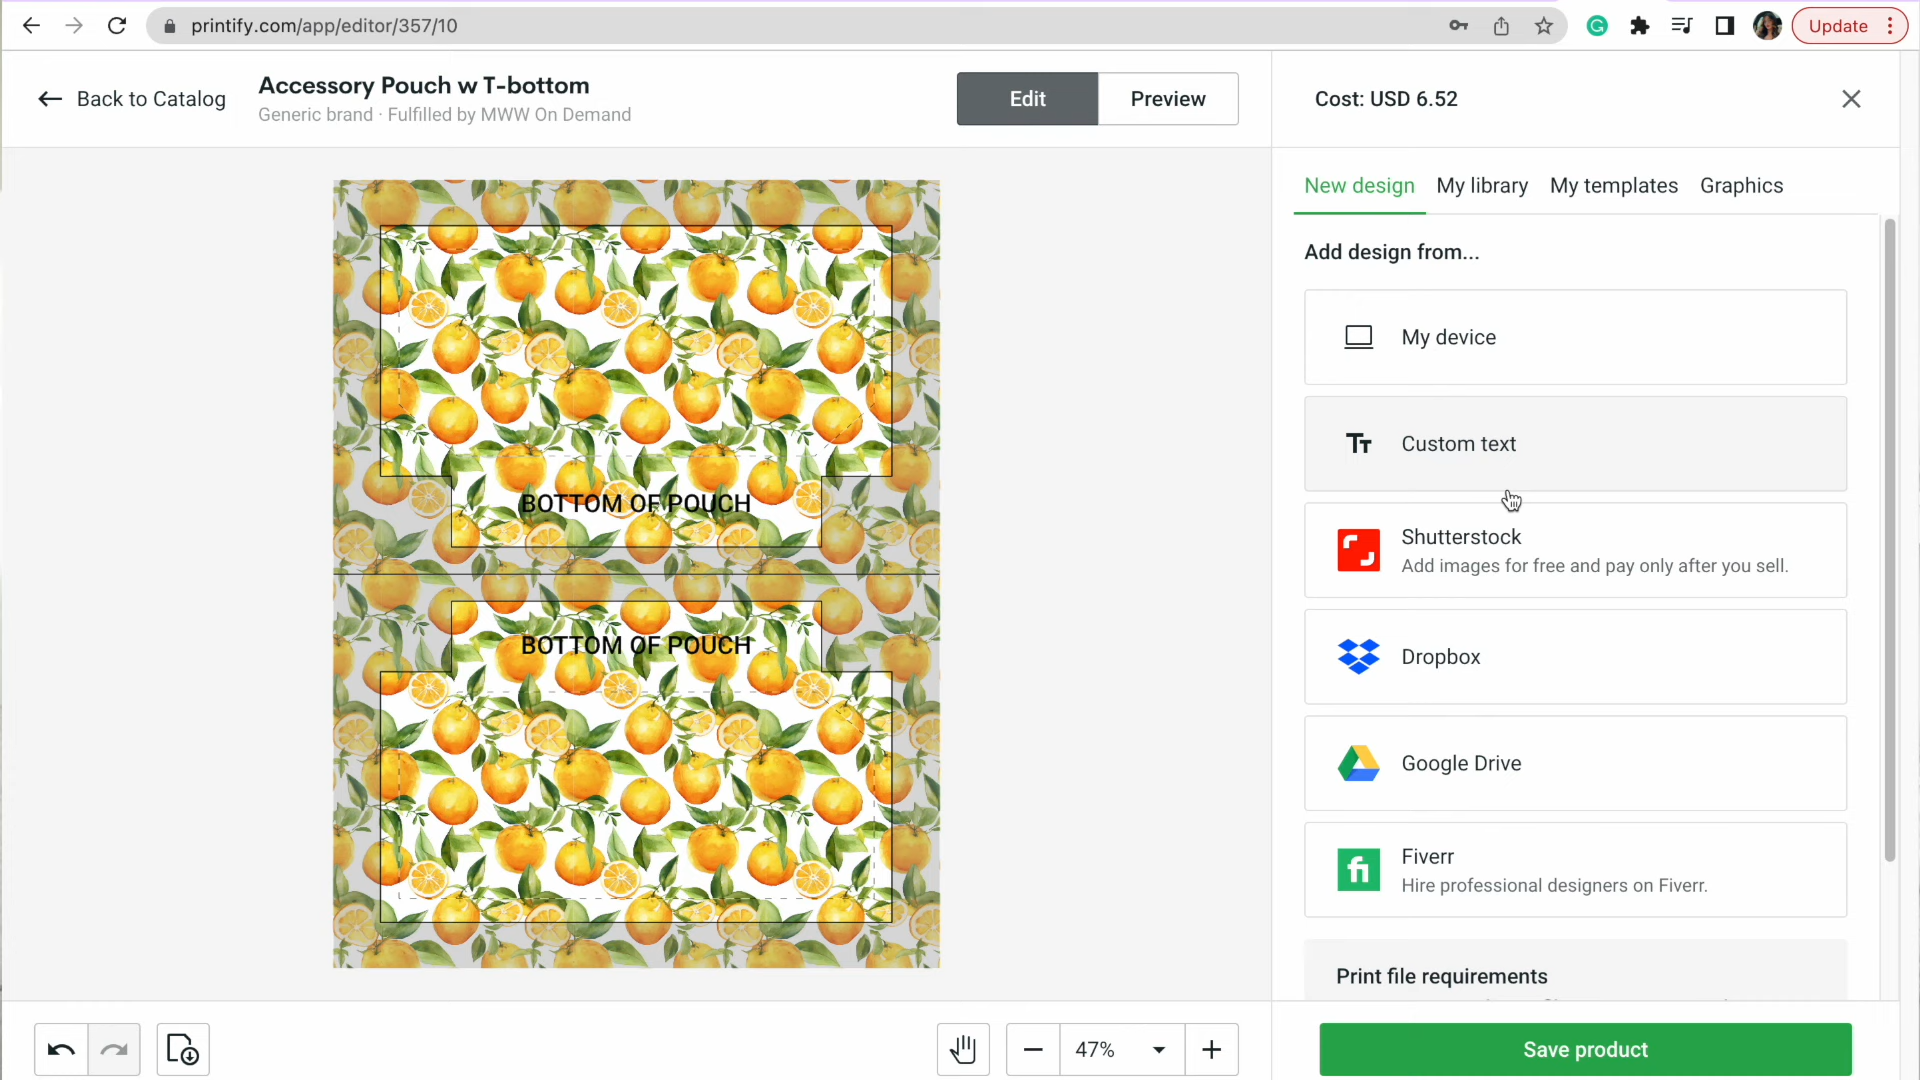 printify.com/app/editor/357/10
Update
Back to Catalog
Accessory Pouch w T-bottom
Generic brand · Fulfilled by MWW On Demand
Edit
Preview
Cost: USD 6.52
New design
My library
My templates
Graphics
Add design from...
My device
Custom text
Shutterstock
Add images for free and pay only after you sell.
Dropbox
Google Drive
Fiverr
Hire professional designers on Fiverr.
Print file requirements
BOTTOM OF POUCH
BOTTOM OF POUCH
47%
Save product